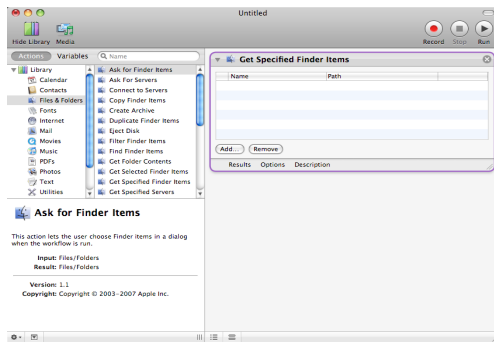 Untitled
Hide Library Media
Record Stop Run
Actions Variables Name
Library
Calendar
Contacts
Files & Folders
Fonts
Internet
Mail
Movies
Music
PDFs
Photos
Text
Utilities
Ask for Finder Items
Ask For Servers
Connect to Servers
Copy Finder Items
Create Archive
Duplicate Finder Items
Eject Disk
Filter Finder Items
Find Finder Items
Get Folder Contents
Get Selected Finder Items
Get Specified Finder Items
Get Specified Servers
Get Specified Finder Items
Name Path
Add... Remove
Results Options Description
Ask for Finder Items
This action lets the user choose Finder items in a dialog
when the workflow is run.
Input: Files/Folders
Result: Files/Folders
Version: 1.1
Copyright: Copyright © 2003-2007 Apple Inc.